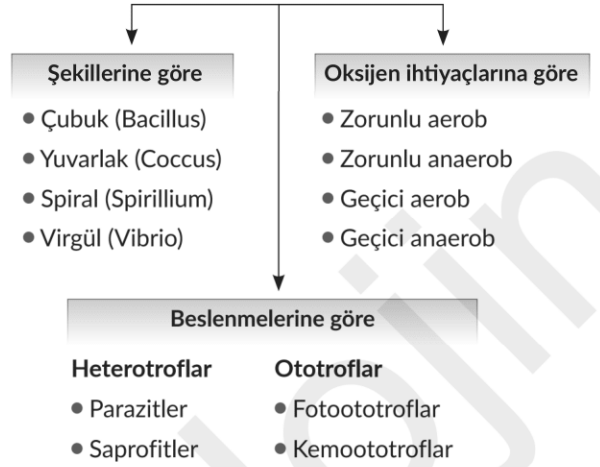 Şekillerine göre
• Çubuk (Bacillus)
• Yuvarlak (Coccus)
• Spiral (Spirillium)
• Virgül (Vibrio)
Oksijen ihtiyaçlarına göre
• Zorunlu aerob
• Zorunlu anaerob
• Geçici aerob
• Geçici anaerob
Beslenmelerine göre
Heterotroflar
• Parazitler
• Saprofitler
Ototroflar
• Fotoototroflar
• Kemoototroflar